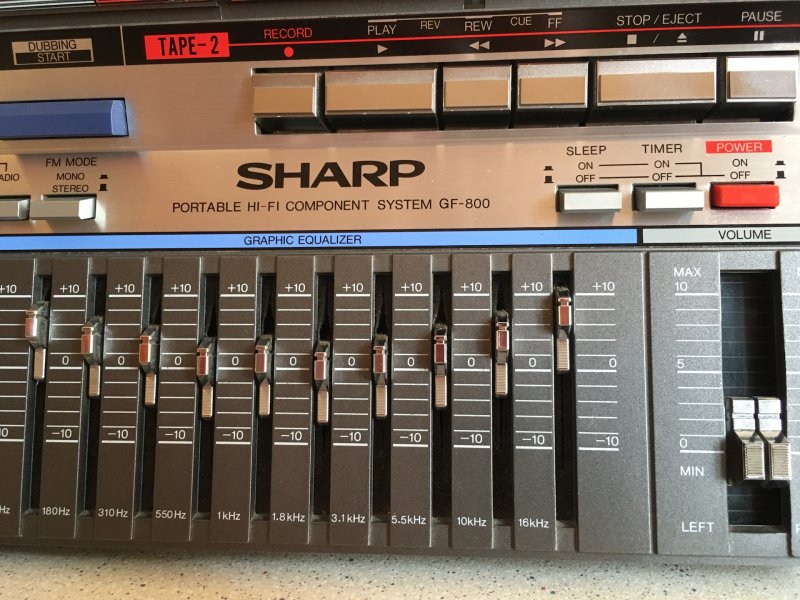 DUBBING
START
TAPE-2
RECORD
PLAY
REV
REW
CUE
FF
STOP / EJECT
PAUSE
FM MODE
MONO
STEREO
SHARP
PORTABLE HI-FI COMPONENT SYSTEM GF-800
SLEEP
ON
OFF
TIMER
ON
OFF
POWER
ON
OFF
GRAPHIC EQUALIZER
VOLUME
+10 +10 +10 +10 +10 +10 +10 +10 +10 +10 +10
0 0 0 0 0 0 0 0 0 0
-10 -10 -10 -10 -10 -10 -10 -10 -10 -10 -10
180Hz 310Hz 550Hz 1kHz 1.8kHz 3.1kHz 5.5kHz 10kHz 16kHz
MAX
10
5
0
MIN
LEFT